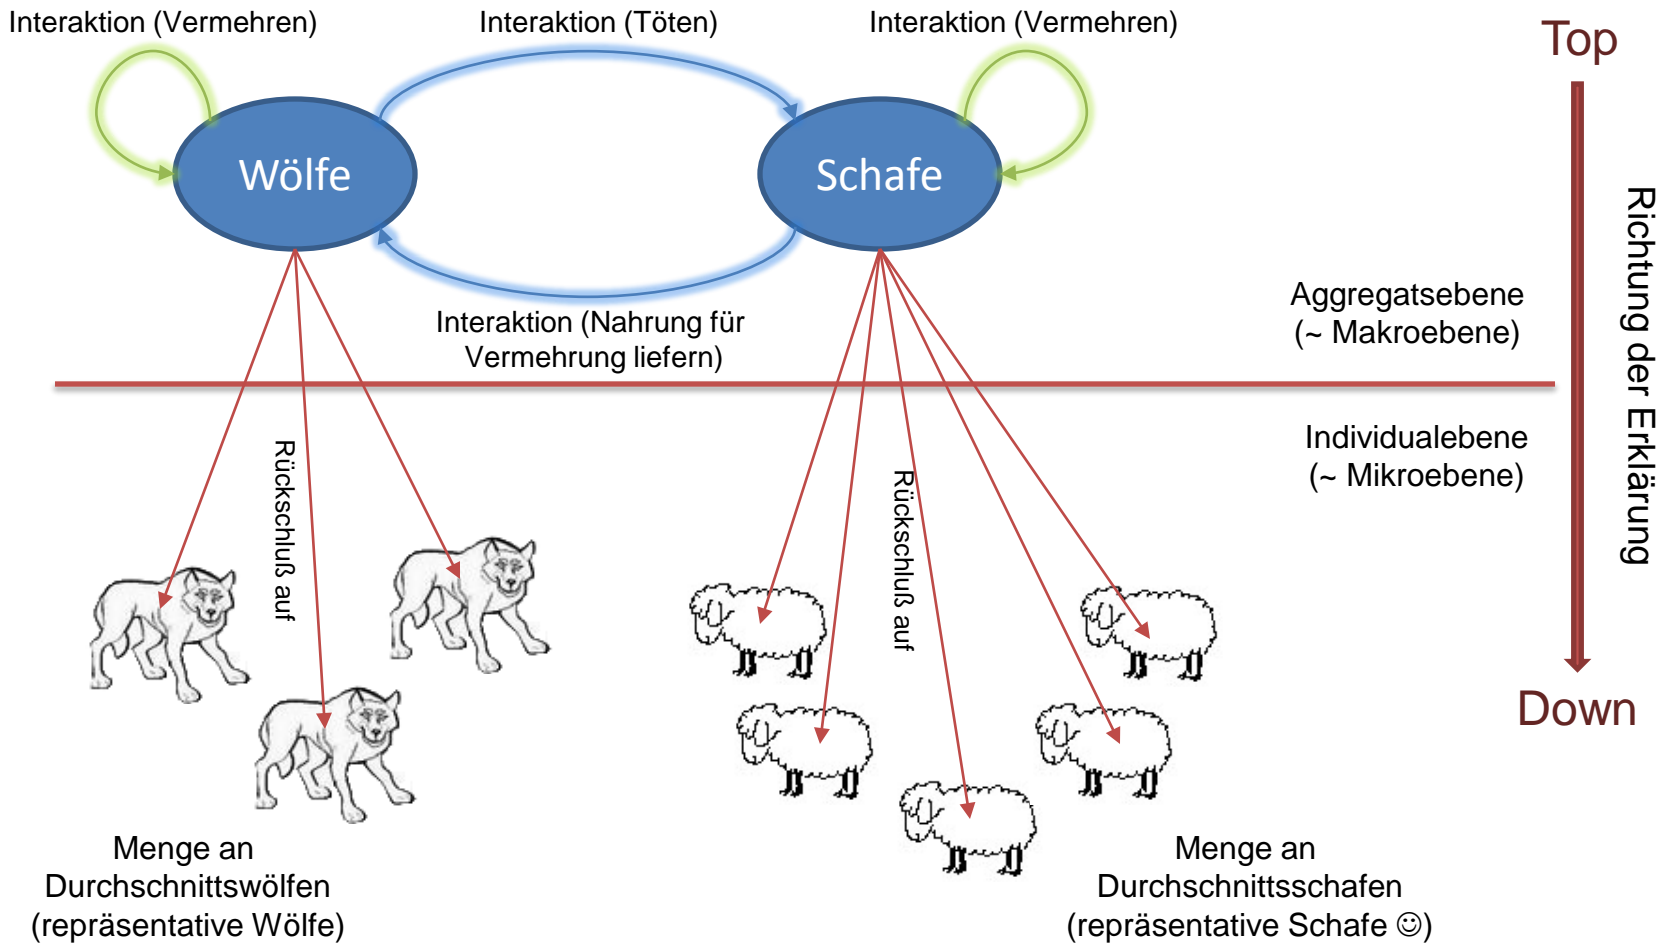 Interaktion (Vermehren)
Interaktion (Töten)
Interaktion (Vermehren)
Top
Wölfe
Schafe
Interaktion (Nahrung für
Vermehrung liefern)
Aggregatsebene
(~ Makroebene)
Individualebene
(~ Mikroebene)
Richtung der Erklärung
Rückschluß auf
Rückschluß auf
Down
Menge an
Durchschnittswölfen
(repräsentative Wölfe)
Menge an
Durchschnittsschafen
(repräsentative Schafe ☺)